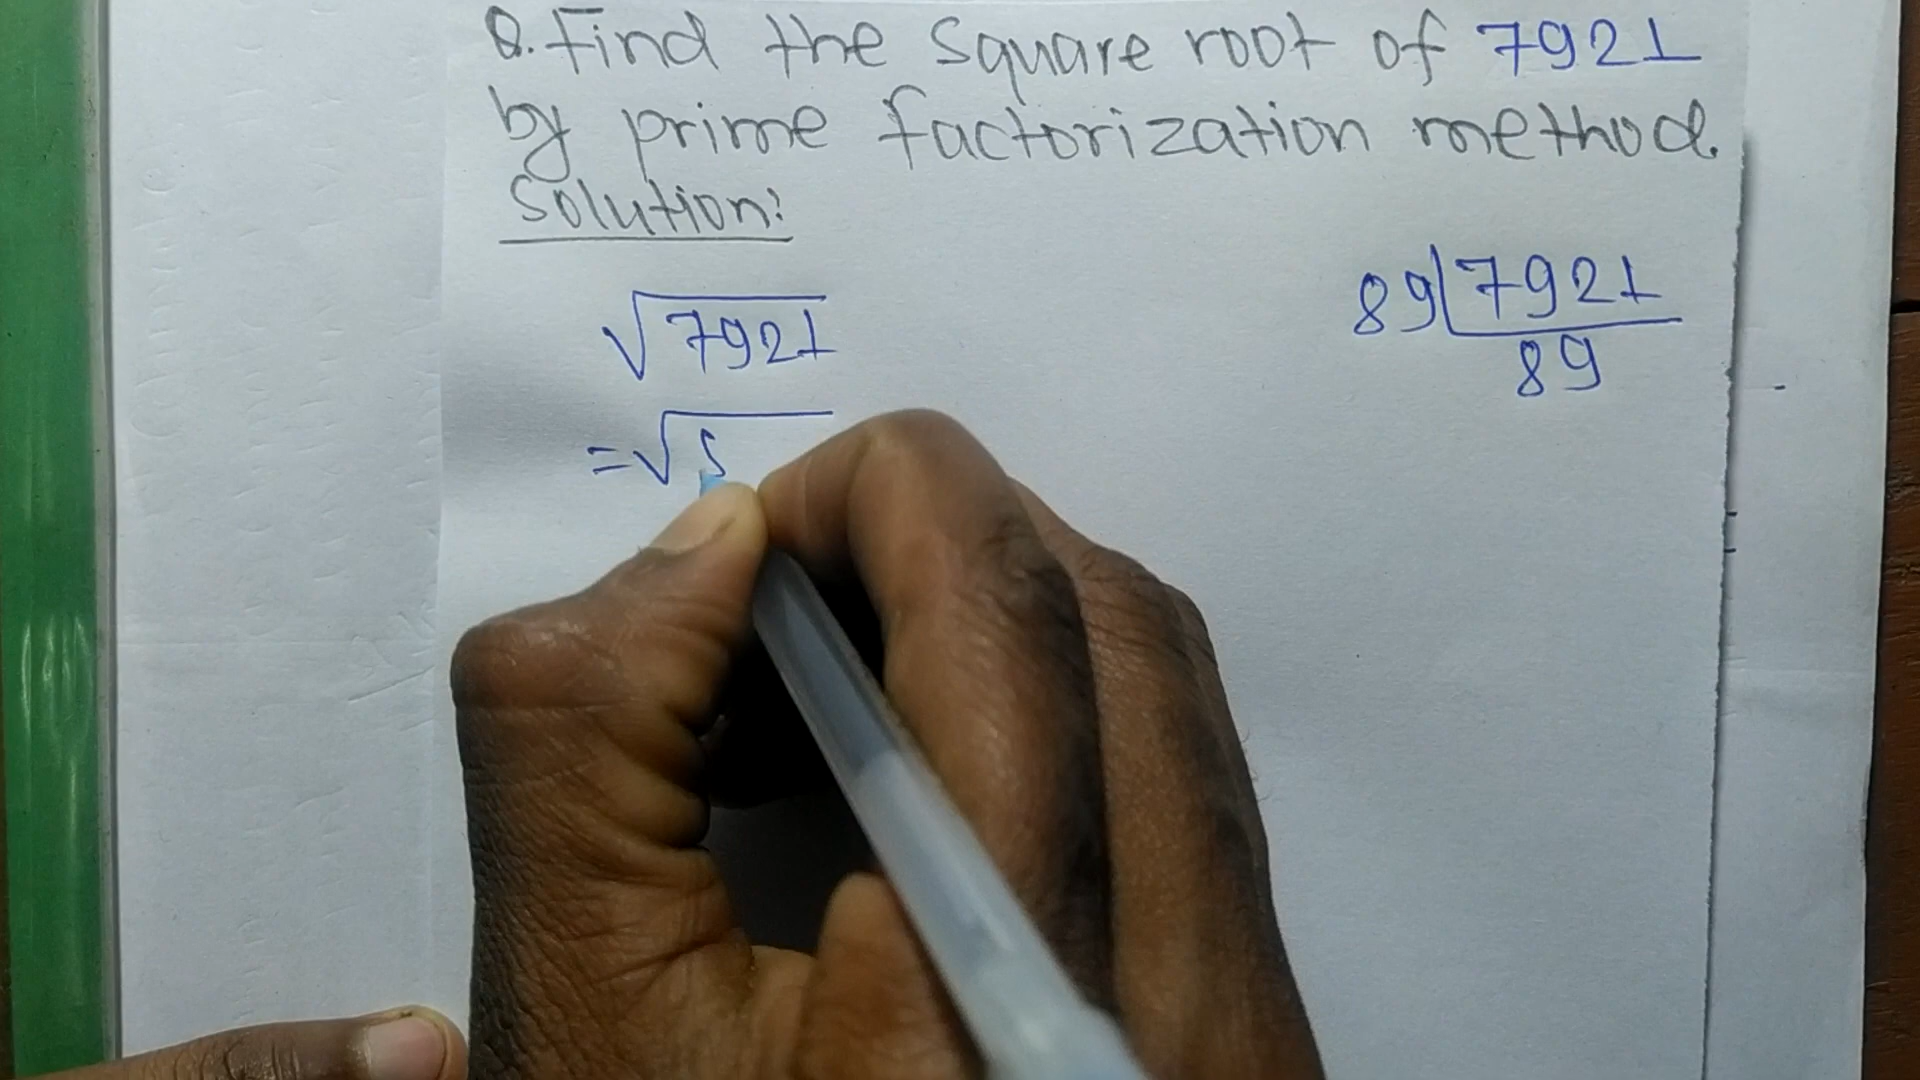 Q. Find the square root of 7921
by prime factorization method.
Solution:
√7921
89 7921
89
= √